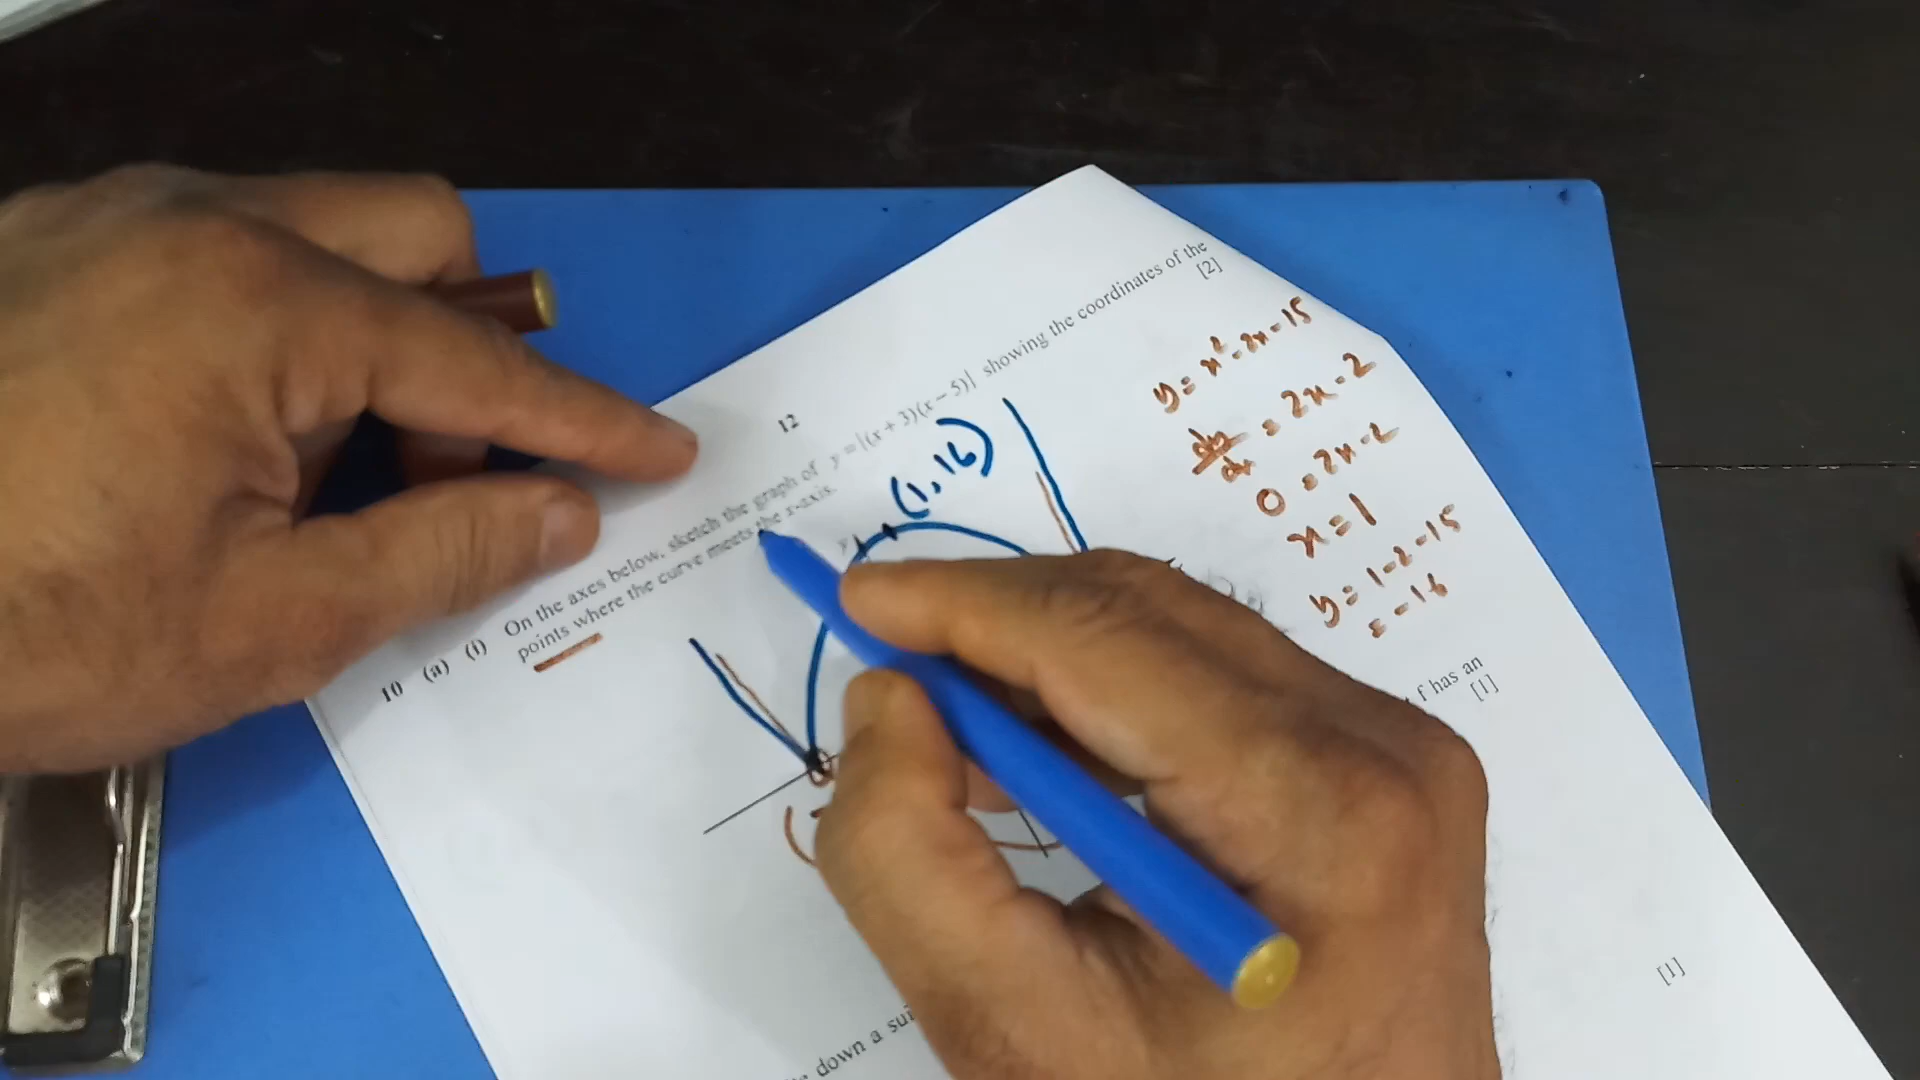 12
10 (a) (i) On the axes below, sketch the graph of y = |(x + 3)(x − 5)| showing the coordinates of the
points where the curve meets the x-axis.
[2]
y
(1, 16)
y = x² - 2x - 15
dy/dx = 2x - 2
0 = 2x - 2
x = 1
y = 1 - 2 - 15
= -16
f has an
[1]
down a
[1]